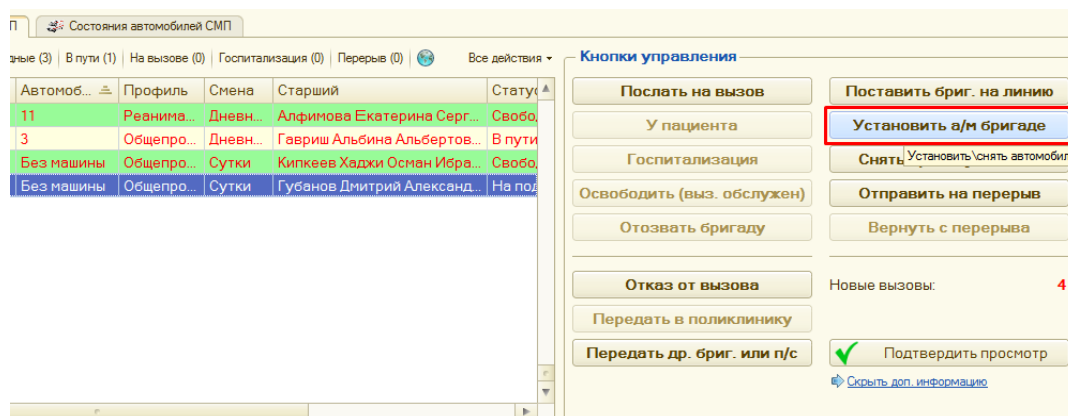 П Состояния автомобилей СМП
дные (3) В пути (1) На вызове (0) Госпитализация (0) Перерыв (0) Все действия
Автомоб... Профиль Смена Старший Статус
11 Реанима... Дневн... Алфимова Екатерина Серг... Свобо
3 Общепро... Дневн... Гавриш Альбина Альбертов... В пути
Без машины Общепро... Сутки Кипкеев Хаджи Осман Ибра... Свобо
Без машины Общепро... Сутки Губанов Дмитрий Александ... На под
Кнопки управления
Послать на вызов
Поставить бриг. на линию
У пациента
Установить а/м бригаде
Госпитализация
Снять
Установить\снять автомобил
Освободить (выз. обслужен)
Отправить на перерыв
Отозвать бригаду
Вернуть с перерыва
Отказ от вызова
Новые вызовы: 4
Передать в поликлинику
Передать др. бриг. или п/с
Подтвердить просмотр
Скрыть доп. информацию